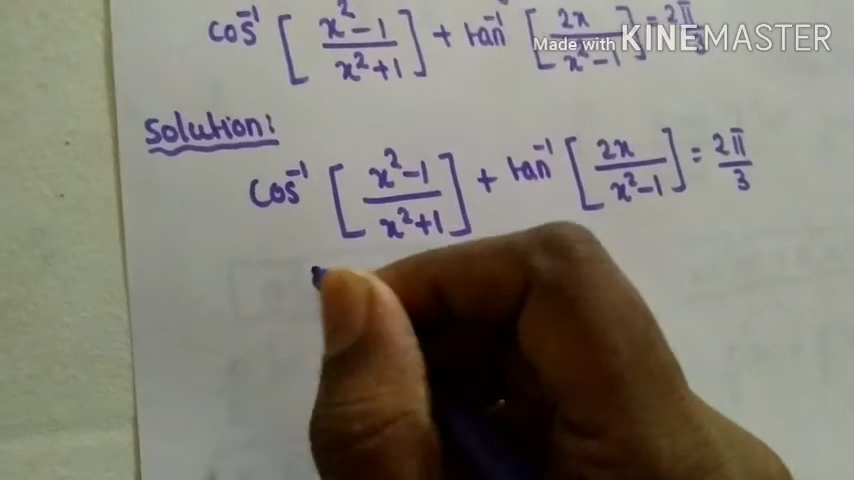 cos⁻¹ [ x²-1 / x²+1 ] + tan⁻¹ [ 2x / x²-1 ] = 2π / 3
Made with KINEMASTER
Solution:
cos⁻¹ [ x²-1 / x²+1 ] + tan⁻¹ [ 2x / x²-1 ] = 2π / 3